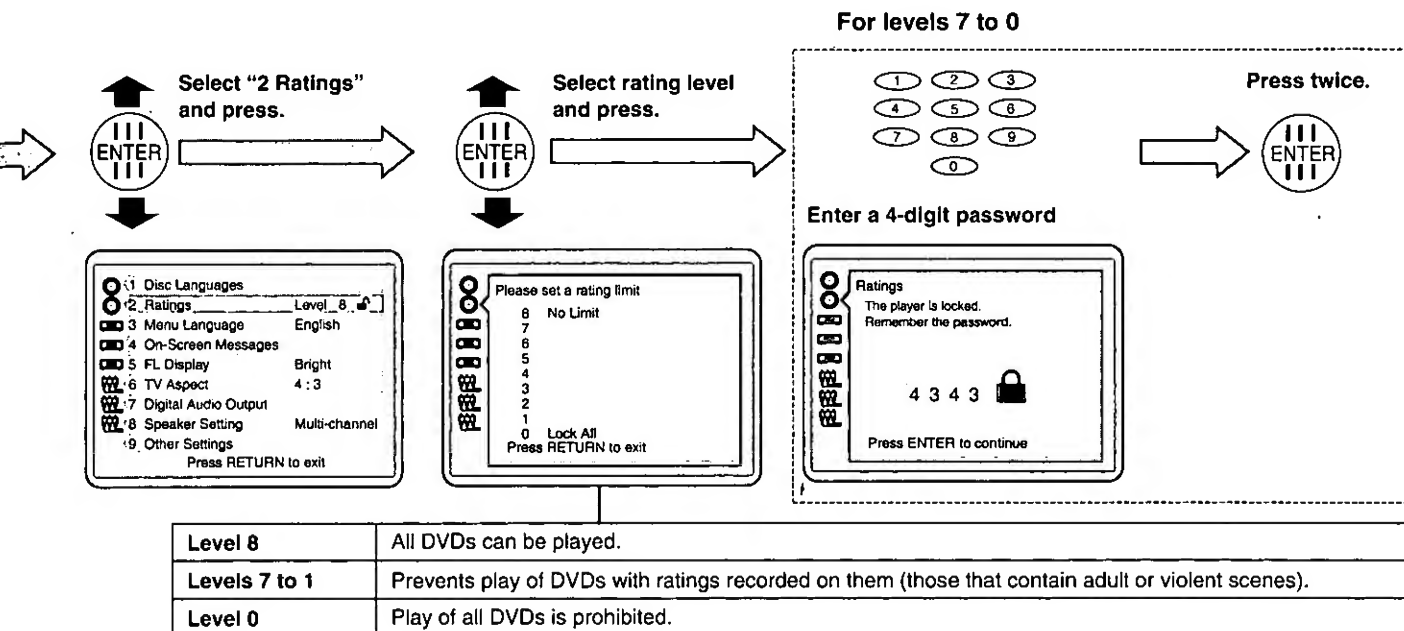 For levels 7 to 0
Select “2 Ratings”
and press.
ENTER
Select rating level
and press.
ENTER
1 2 3
4 5 6
7 8 9
0
Press twice.
ENTER
Enter a 4-digit password
1 Disc Languages
2 Ratings Level 8
3 Menu Language English
4 On-Screen Messages
5 FL Display Bright
6 TV Aspect 4 : 3
7 Digital Audio Output
8 Speaker Setting Multi-channel
9 Other Settings
Press RETURN to exit
Please set a rating limit
8 No Limit
7
6
5
4
3
2
1
0 Lock All
Press RETURN to exit
Ratings
The player is locked.
Remember the password.
4 3 4 3
Press ENTER to continue
Level 8 All DVDs can be played.
Levels 7 to 1 Prevents play of DVDs with ratings recorded on them (those that contain adult or violent scenes).
Level 0 Play of all DVDs is prohibited.